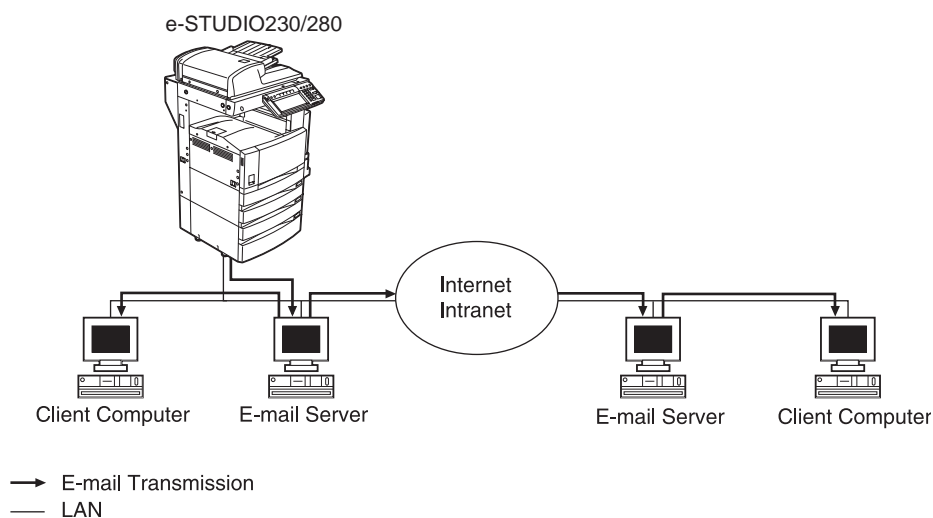 e-STUDIO230/280
Internet
Intranet
Client Computer
E-mail Server
E-mail Server
Client Computer
E-mail Transmission
LAN